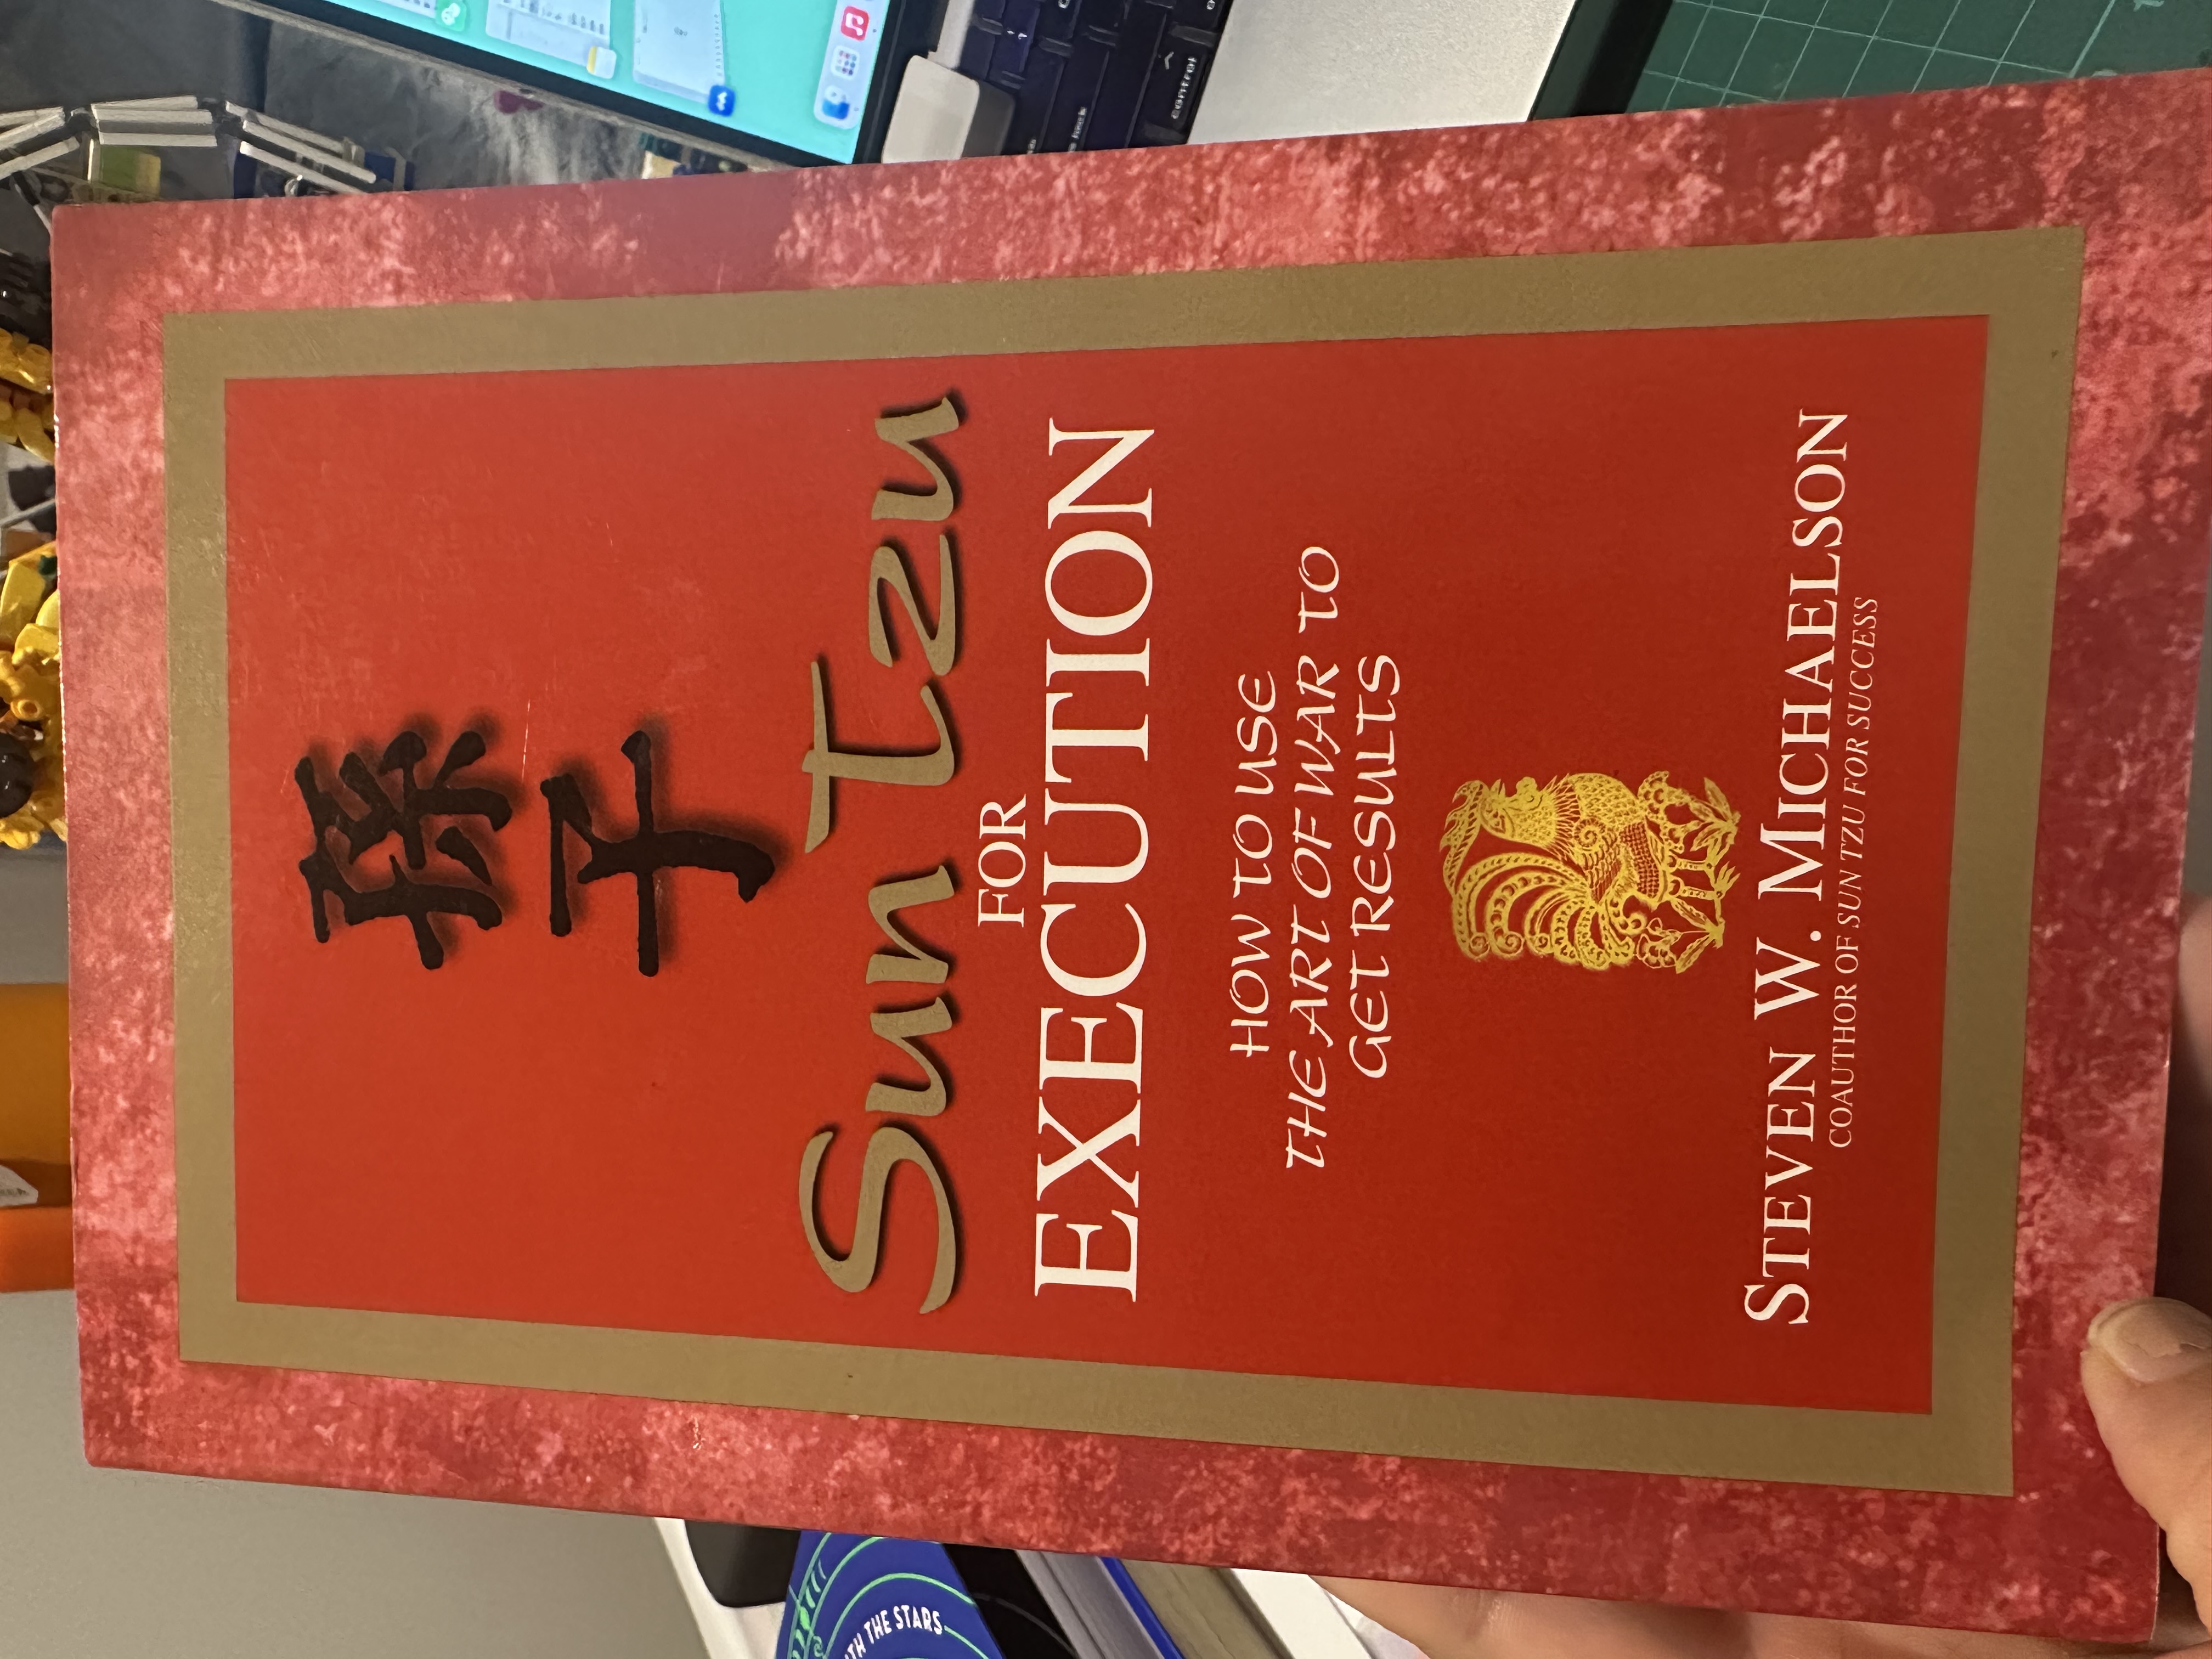 孫子
Sun Tzu
FOR
EXECUTION
HOW TO USE
THE ART OF WAR TO
GET RESULTS
STEVEN W. MICHAELSON
COAUTHOR OF SUN TZU FOR SUCCESS
THE STARS
control